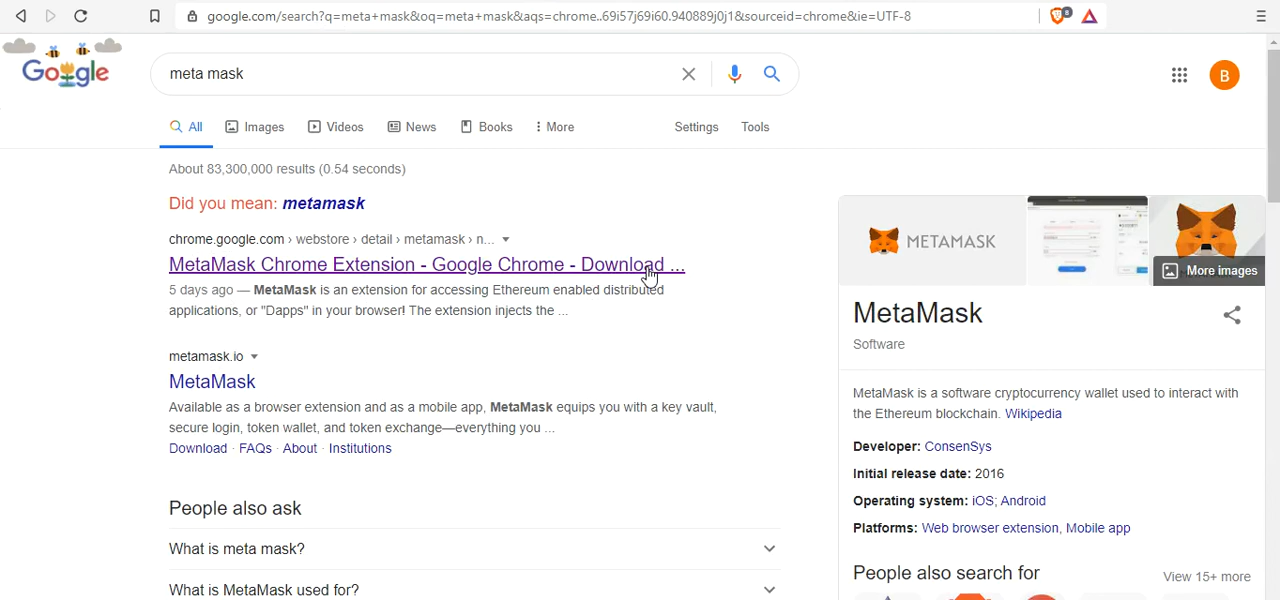 google.com/search?q=meta+mask&oq=meta+mask&aqs=chrome..69i57j69i60.940889j0j1&sourceid=chrome&ie=UTF-8
8
Google
meta mask
B
All
Images
Videos
News
Books
More
Settings
Tools
About 83,300,000 results (0.54 seconds)
Did you mean: metamask
chrome.google.com › webstore › detail › metamask › n...
MetaMask Chrome Extension - Google Chrome - Download ...
5 days ago — MetaMask is an extension for accessing Ethereum enabled distributed
applications, or "Dapps" in your browser! The extension injects the ...
metamask.io
MetaMask
Available as a browser extension and as a mobile app, MetaMask equips you with a key vault,
secure login, token wallet, and token exchange—everything you ...
Download · FAQs · About · Institutions
People also ask
What is meta mask?
What is MetaMask used for?
METAMASK
More images
MetaMask
Software
MetaMask is a software cryptocurrency wallet used to interact with
the Ethereum blockchain. Wikipedia
Developer: ConsenSys
Initial release date: 2016
Operating system: iOS; Android
Platforms: Web browser extension, Mobile app
People also search for
View 15+ more